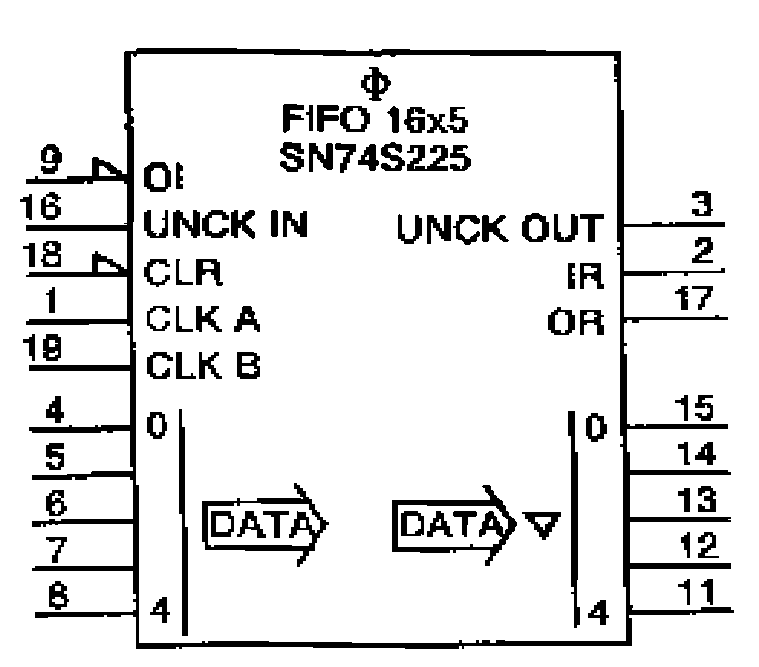 Φ
FIFO 16x5
SN74S225
9 OE
16 UNCK IN UNCK OUT 3
18 CLR IR 2
1 CLK A OR 17
19 CLK B
4 0 0 15
5 14
6 DATA DATA 13
7 12
8 4 4 11